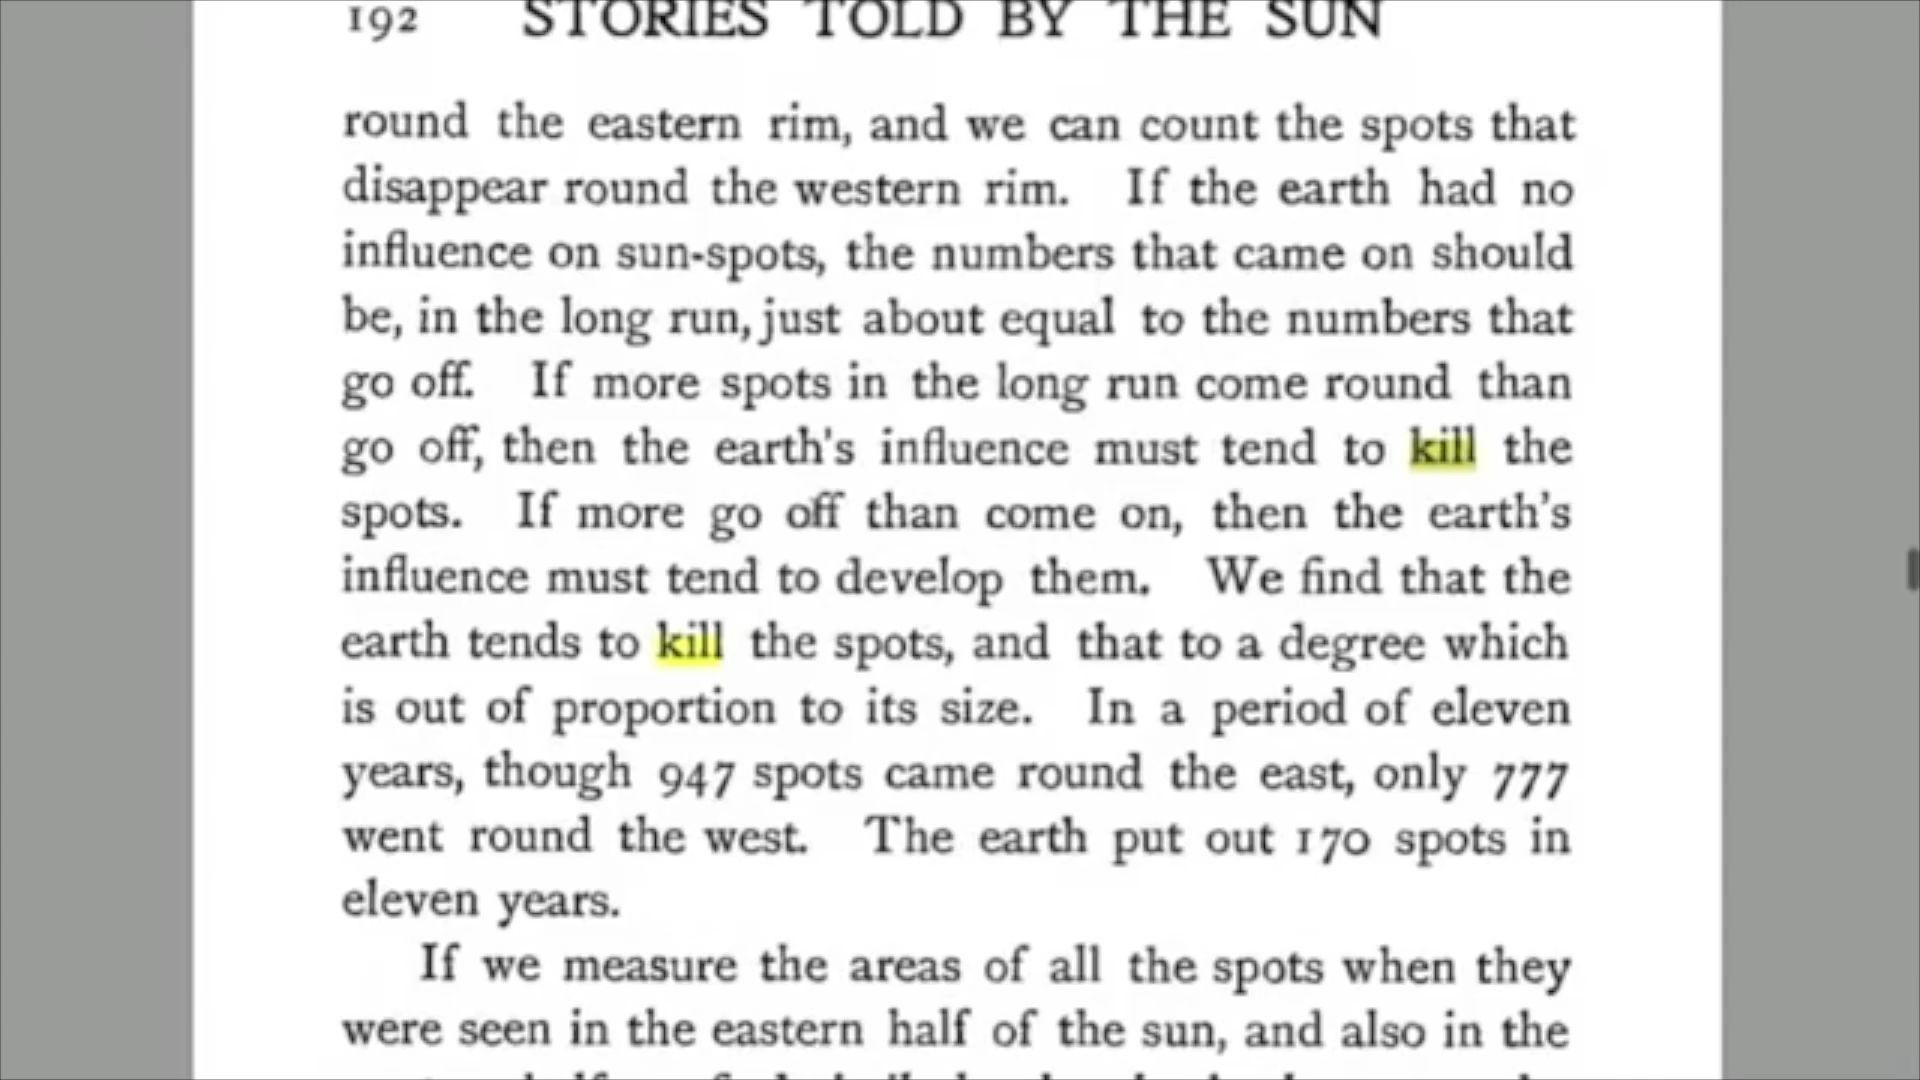 192 STORIES TOLD BY THE SUN
round the eastern rim, and we can count the spots that
disappear round the western rim. If the earth had no
influence on sun-spots, the numbers that came on should
be, in the long run, just about equal to the numbers that
go off. If more spots in the long run come round than
go off, then the earth's influence must tend to kill the
spots. If more go off than come on, then the earth's
influence must tend to develop them. We find that the
earth tends to kill the spots, and that to a degree which
is out of proportion to its size. In a period of eleven
years, though 947 spots came round the east, only 777
went round the west. The earth put out 170 spots in
eleven years.
If we measure the areas of all the spots when they
were seen in the eastern half of the sun, and also in the